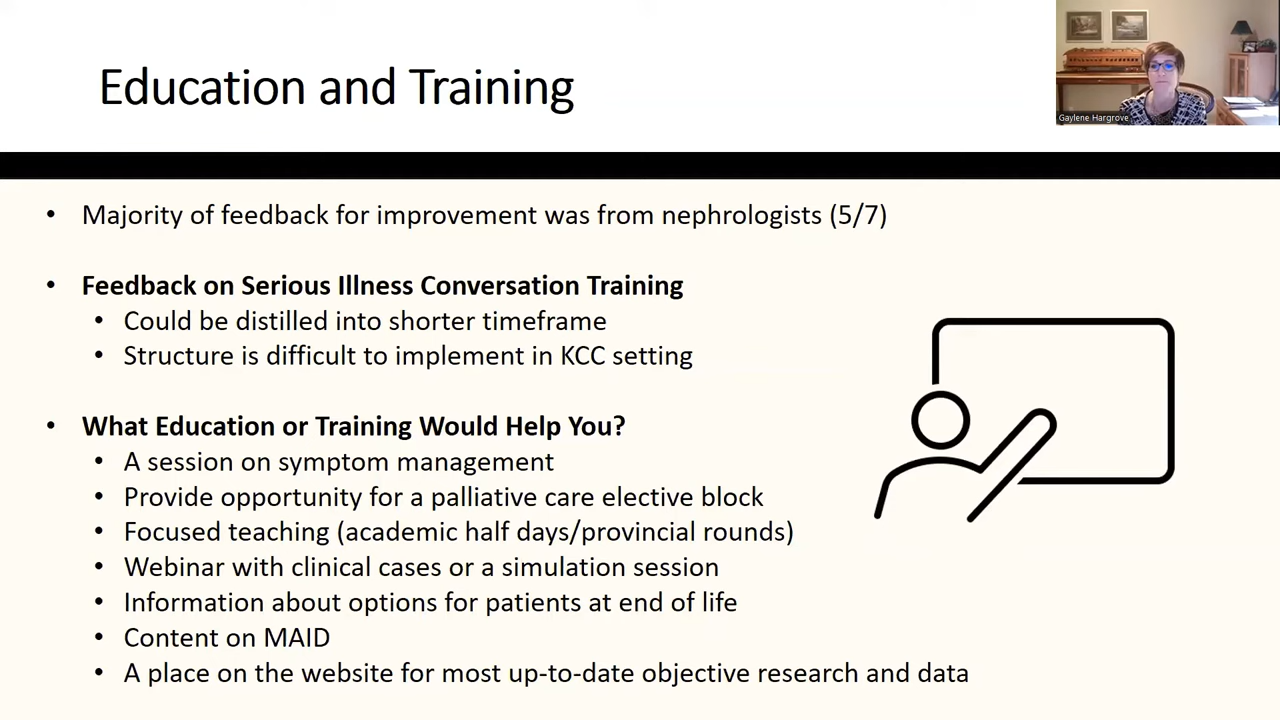 Education and Training
Gaylene Hargrove
• Majority of feedback for improvement was from nephrologists (5/7)
• Feedback on Serious Illness Conversation Training
• Could be distilled into shorter timeframe
• Structure is difficult to implement in KCC setting
• What Education or Training Would Help You?
• A session on symptom management
• Provide opportunity for a palliative care elective block
• Focused teaching (academic half days/provincial rounds)
• Webinar with clinical cases or a simulation session
• Information about options for patients at end of life
• Content on MAID
• A place on the website for most up-to-date objective research and data